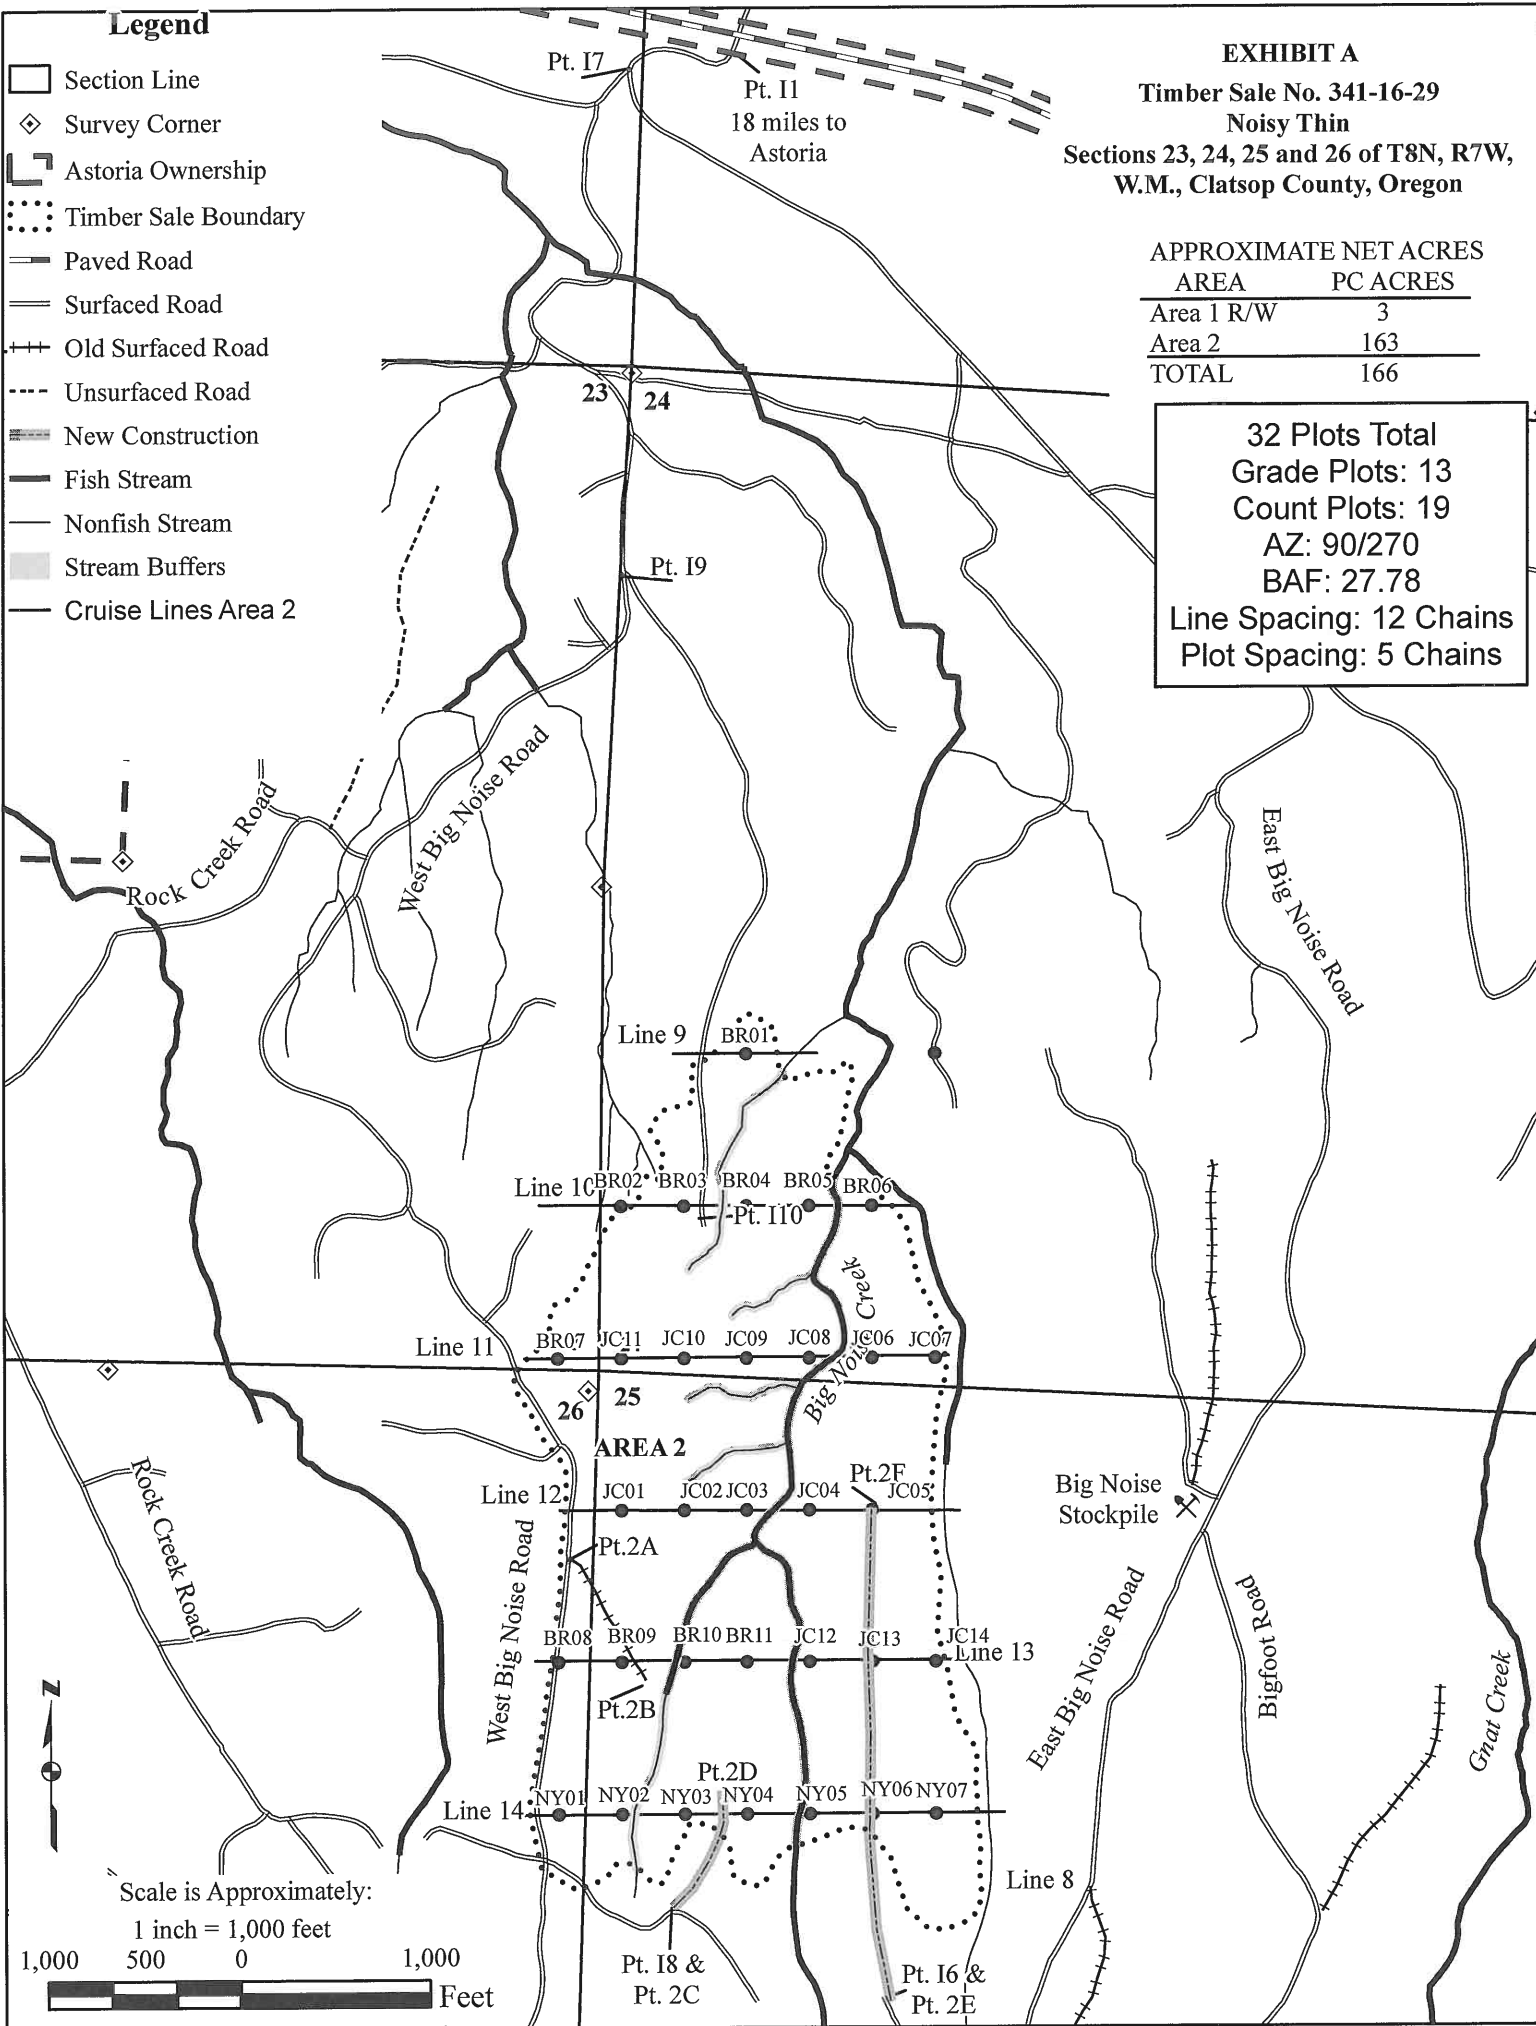 Legend
Section Line
Survey Corner
Astoria Ownership
Timber Sale Boundary
Paved Road
Surfaced Road
Old Surfaced Road
Unsurfaced Road
New Construction
Fish Stream
Nonfish Stream
Stream Buffers
Cruise Lines Area 2
EXHIBIT A
Timber Sale No. 341-16-29
Noisy Thin
Sections 23, 24, 25 and 26 of T8N, R7W,
W.M., Clatsop County, Oregon
APPROXIMATE NET ACRES
AREA PC ACRES
Area 1 R/W 3
Area 2 163
TOTAL 166
32 Plots Total
Grade Plots: 13
Count Plots: 19
AZ: 90/270
BAF: 27.78
Line Spacing: 12 Chains
Plot Spacing: 5 Chains
Pt. I7
Pt. I1
18 miles to
Astoria
23 24
Pt. I9
West Big Noise Road
Rock Creek Road
East Big Noise Road
Line 9 BR01
Line 10 BR02 BR03 BR04 BR05 BR06
Pt. I10
Big Noise Creek
Line 11 BR07 JC11 JC10 JC09 JC08 JC06 JC07
26 25
AREA 2
Pt.2F
Line 12 JC01 JC02 JC03 JC04 JC05
Big Noise
Stockpile
Rock Creek Road
West Big Noise Road
Pt.2A
East Big Noise Road
Bigfoot Road
Gnat Creek
BR08 BR09 BR10 BR11 JC12 JC13 JC14
Line 13
Pt.2B
N
Pt.2D
Line 14 NY01 NY02 NY03 NY04 NY05 NY06 NY07
Line 8
Scale is Approximately:
1 inch = 1,000 feet
1,000 500 0 1,000
Feet
Pt. I8 &
Pt. 2C
Pt. I6 &
Pt. 2E